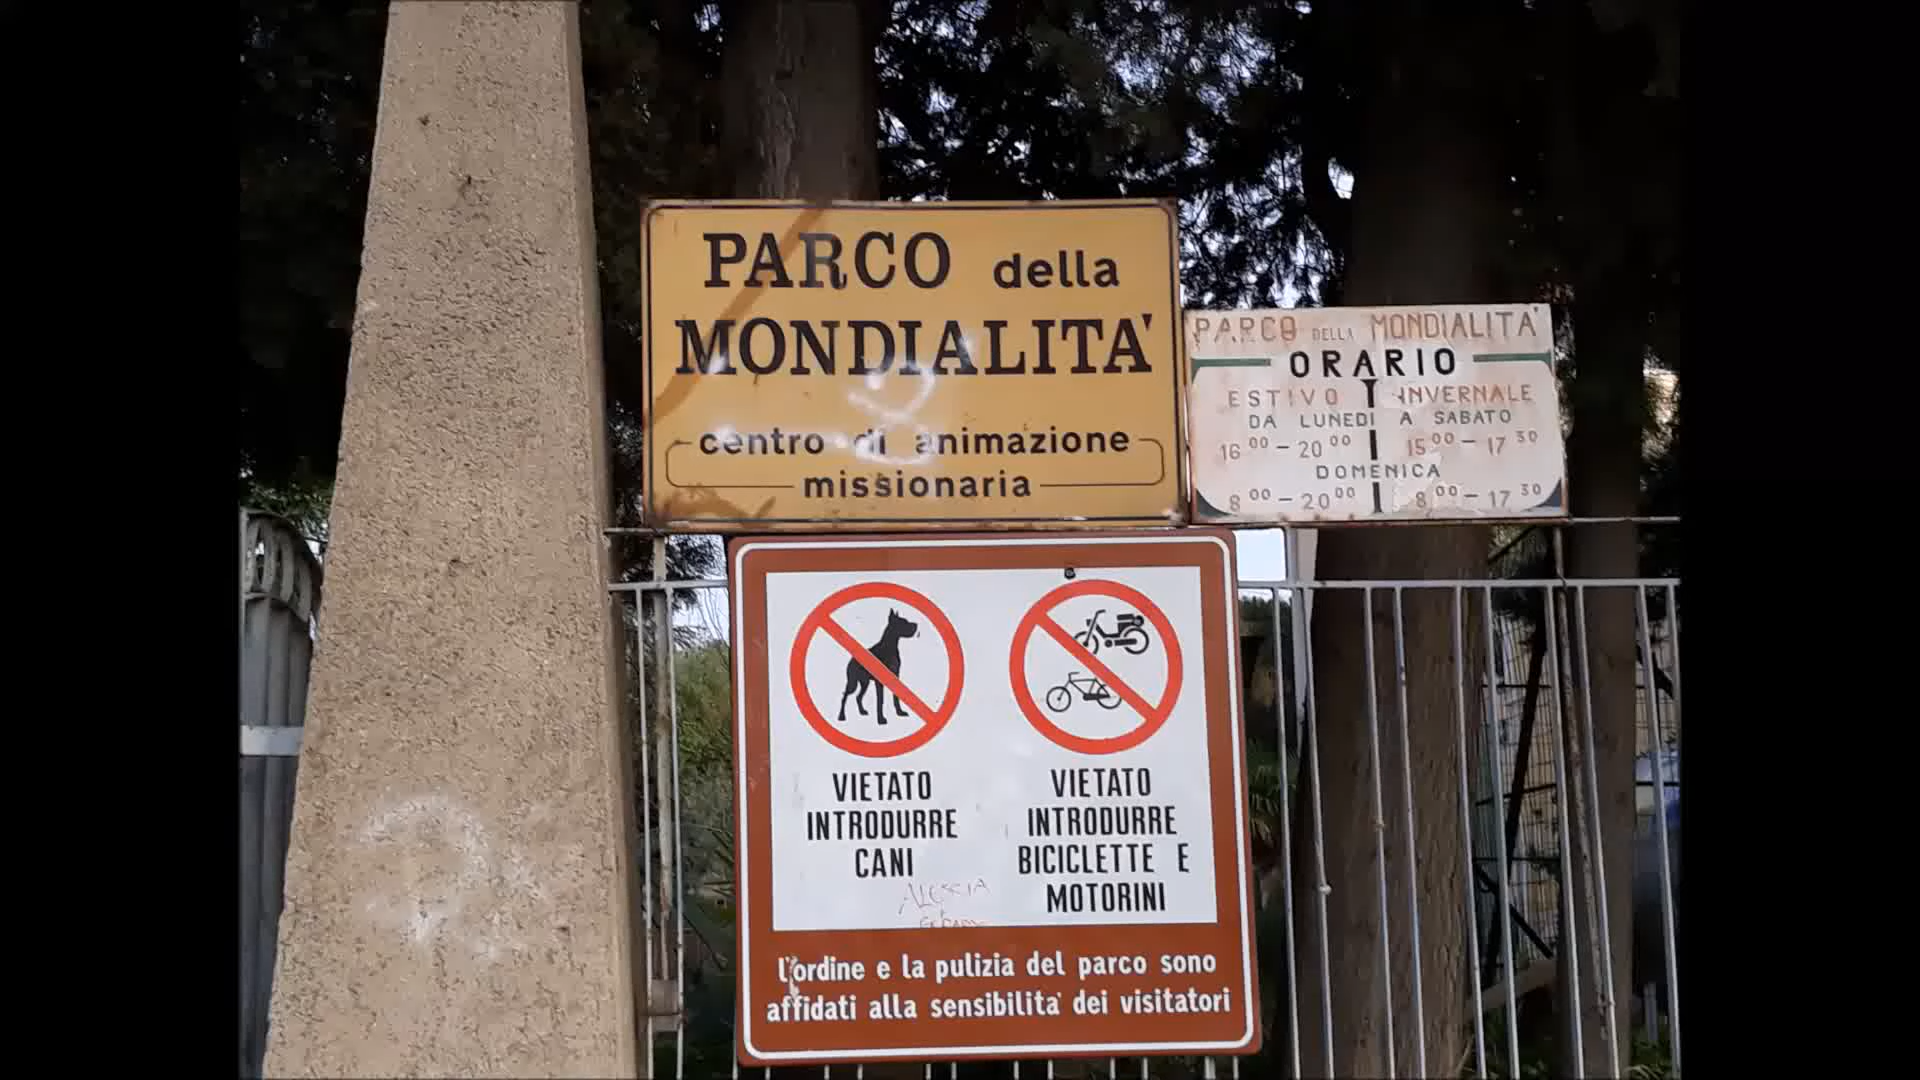 PARCO della
MONDIALITA'
centro di animazione
missionaria
PARCO DELLA MONDIALITA'
ORARIO
ESTIVO INVERNALE
DA LUNEDI A SABATO
16 00 – 20 00 15 00 – 17 30
DOMENICA
8 00 – 20 00 8 00 – 17 30
VIETATO
INTRODURRE
CANI
VIETATO
INTRODURRE
BICICLETTE E
MOTORINI
ALESSIA
l'ordine e la pulizia del parco sono
affidati alla sensibilita' dei visitatori